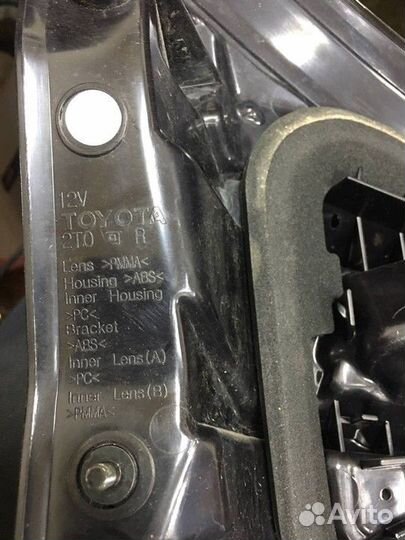 12V
TOYOTA
2T0 R
Lens >PMMA<
Housing >ABS<
Inner Housing
>PC<
Bracket
>ABS<
Inner Lens(A)
>PC<
Inner Lens(B)
>PMMA<
Avito